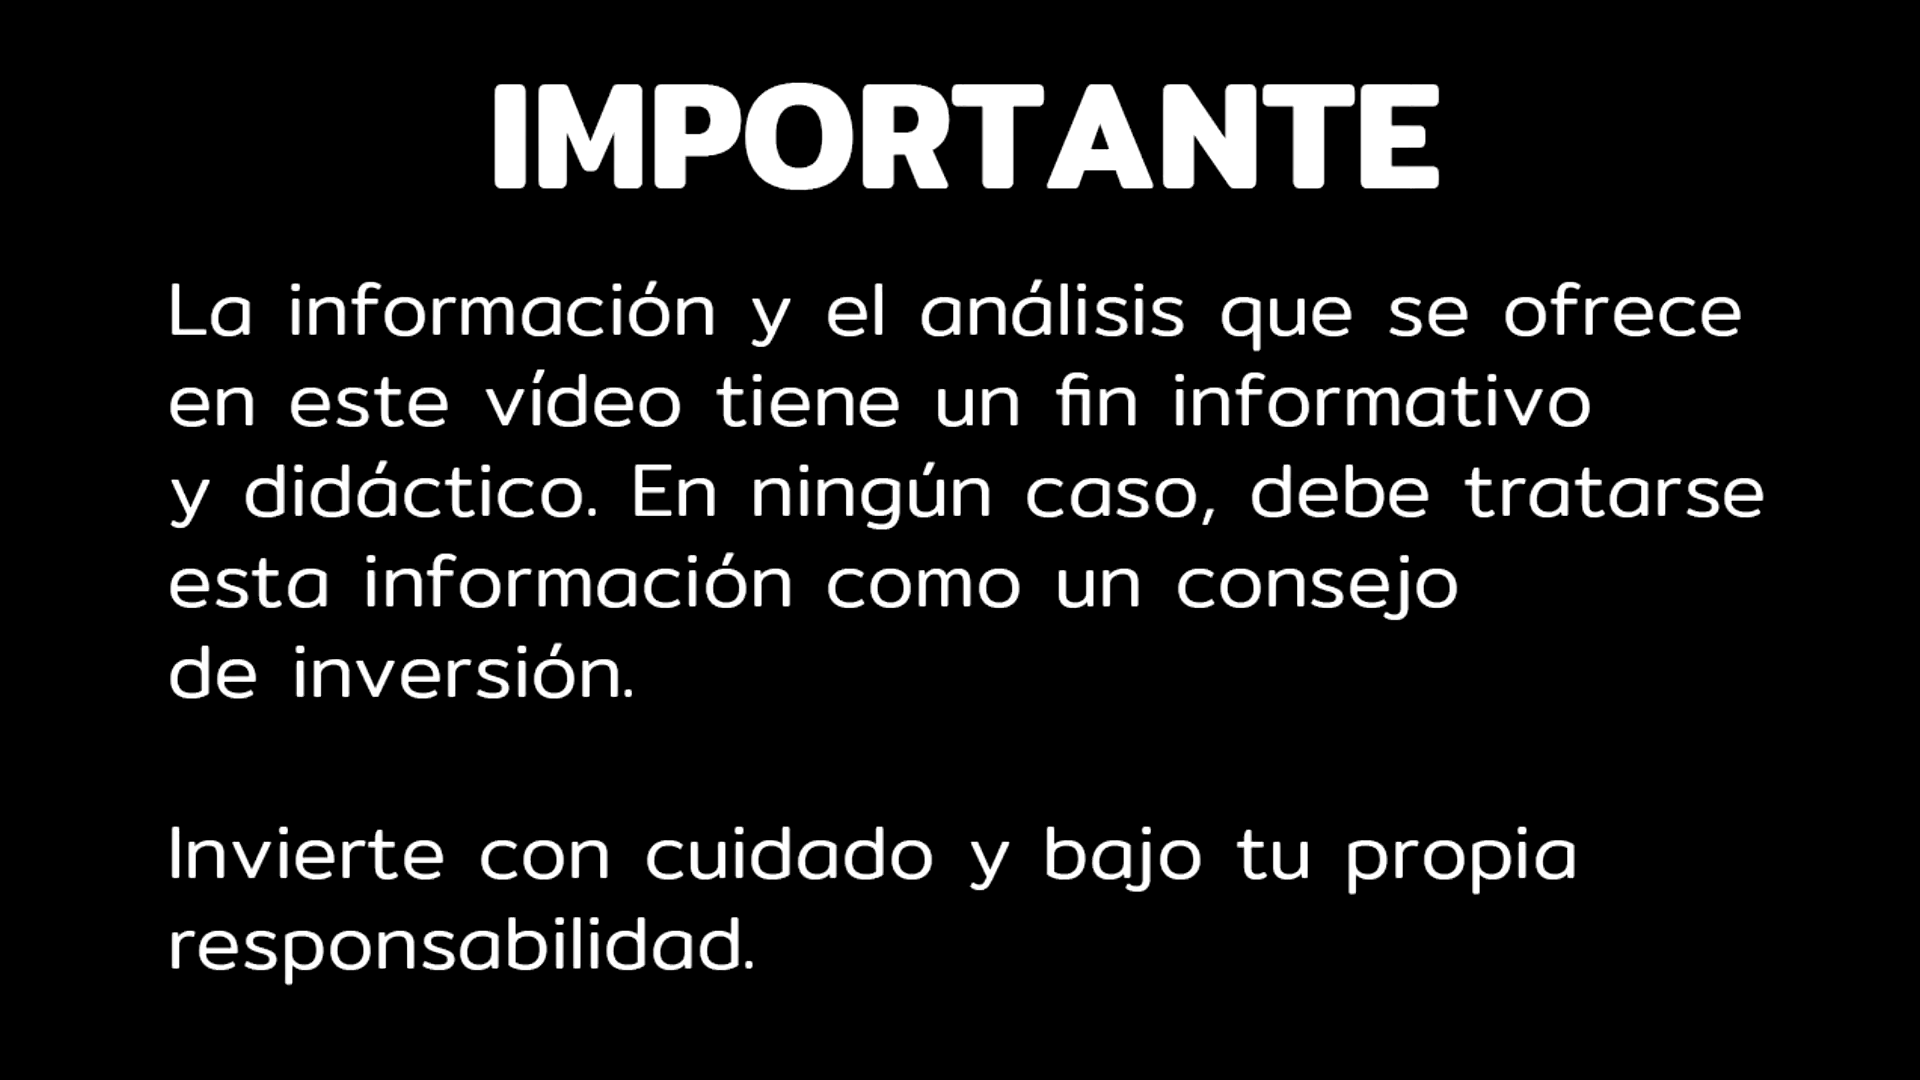 IMPORTANTE
La información y el análisis que se ofrece
en este vídeo tiene un fin informativo
y didáctico. En ningún caso, debe tratarse
esta información como un consejo
de inversión.
Invierte con cuidado y bajo tu propia
responsabilidad.